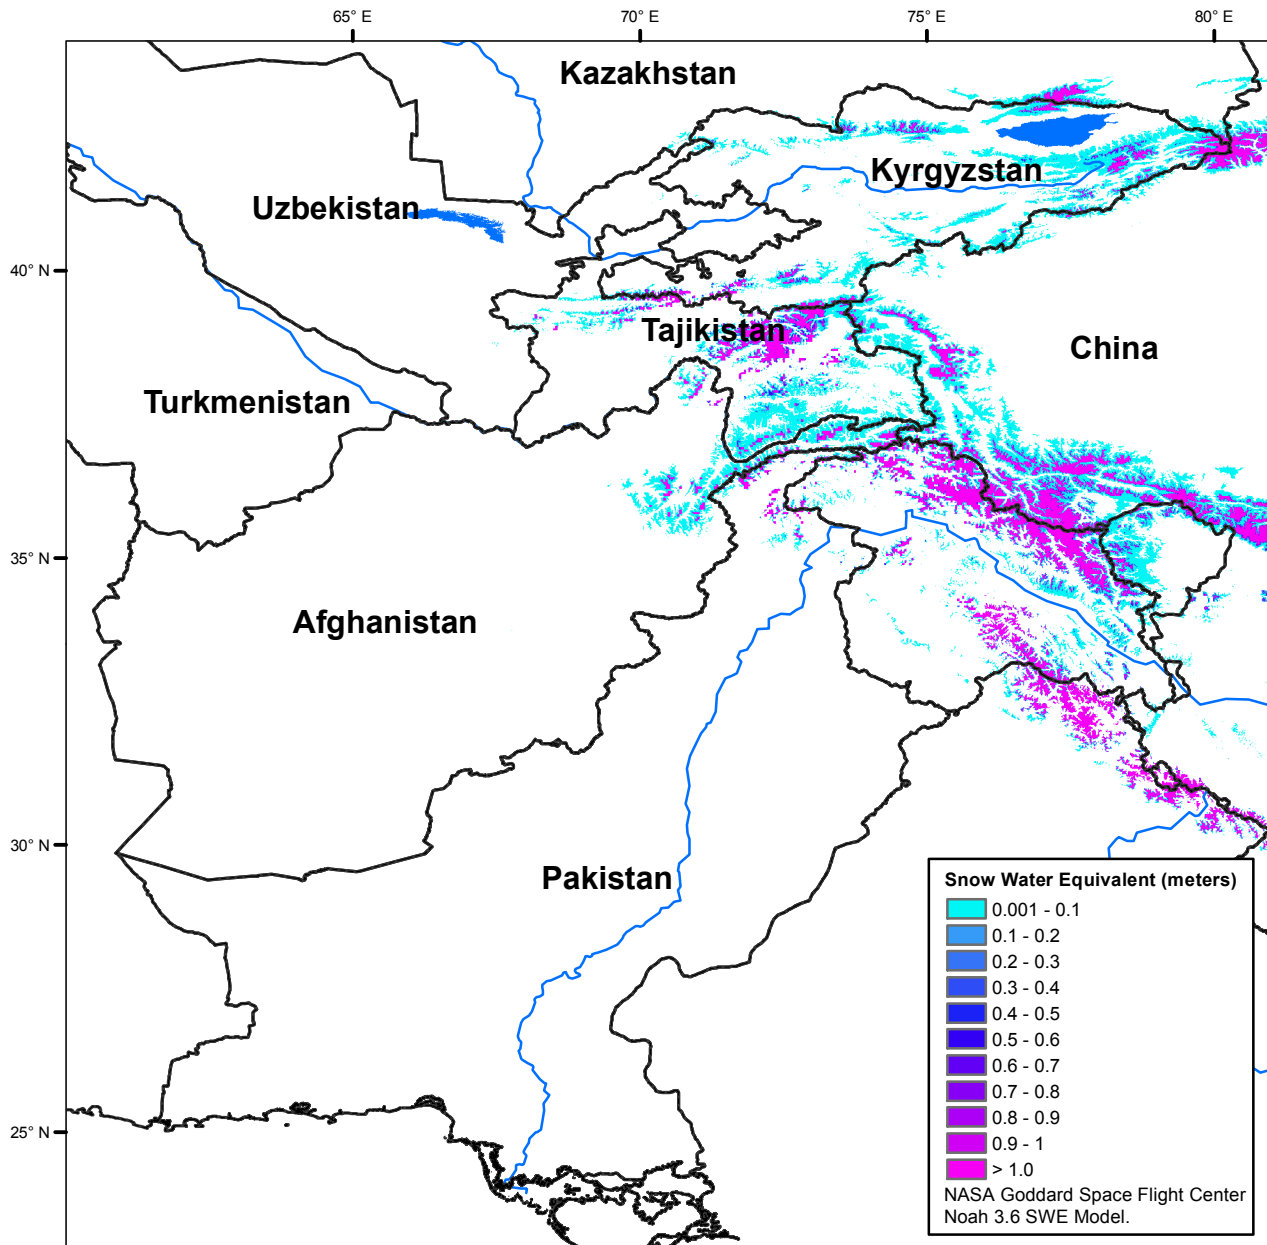 65° E
70° E
75° E
80° E
Kazakhstan
Kyrgyzstan
Uzbekistan
40° N
Tajikistan
China
Turkmenistan
35° N
Afghanistan
30° N
Pakistan
25° N
Snow Water Equivalent (meters)
0.001 - 0.1
0.1 - 0.2
0.2 - 0.3
0.3 - 0.4
0.4 - 0.5
0.5 - 0.6
0.6 - 0.7
0.7 - 0.8
0.8 - 0.9
0.9 - 1
> 1.0
NASA Goddard Space Flight Center
Noah 3.6 SWE Model.